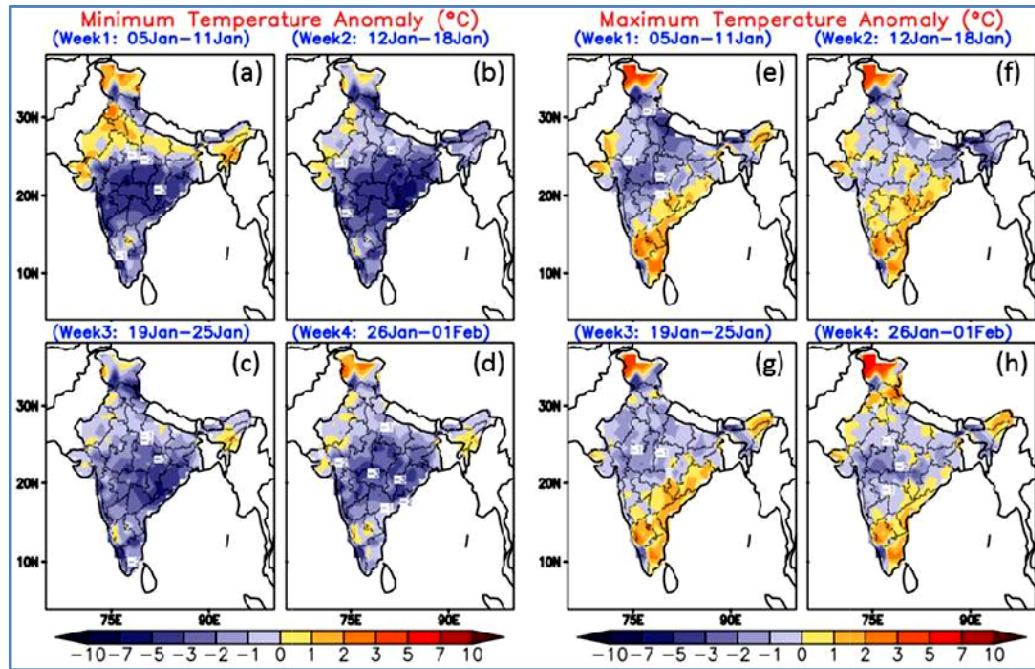 Minimum Temperature Anomaly (°C)
Maximum Temperature Anomaly (°C)
(Week1: 05Jan–11Jan)
(Week2: 12Jan–18Jan)
(Week1: 05Jan–11Jan)
(Week2: 12Jan–18Jan)
(a)
(b)
(e)
(f)
30N
20N
10N
30N
20N
10N
(Week3: 19Jan–25Jan)
(Week4: 26Jan–01Feb)
(Week3: 19Jan–25Jan)
(Week4: 26Jan–01Feb)
(c)
(d)
(g)
(h)
30N
20N
10N
30N
20N
10N
75E 90E 75E 90E 75E 90E 75E 90E
−10 −7 −5 −3 −2 −1 0 1 2 3 5 7 10
−10 −7 −5 −3 −2 −1 0 1 2 3 5 7 10